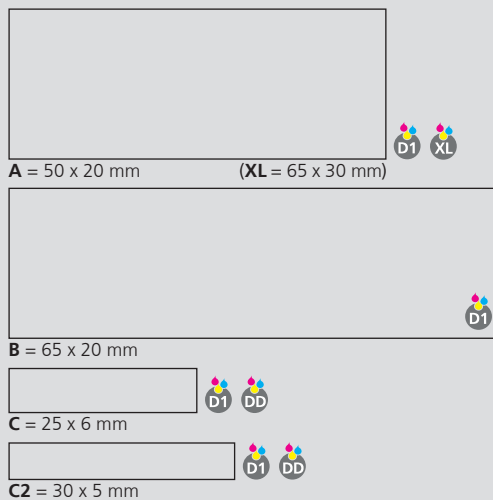 D1 XL
A = 50 x 20 mm (XL = 65 x 30 mm)
D1
B = 65 x 20 mm
D1 DD
C = 25 x 6 mm
D1 DD
C2 = 30 x 5 mm